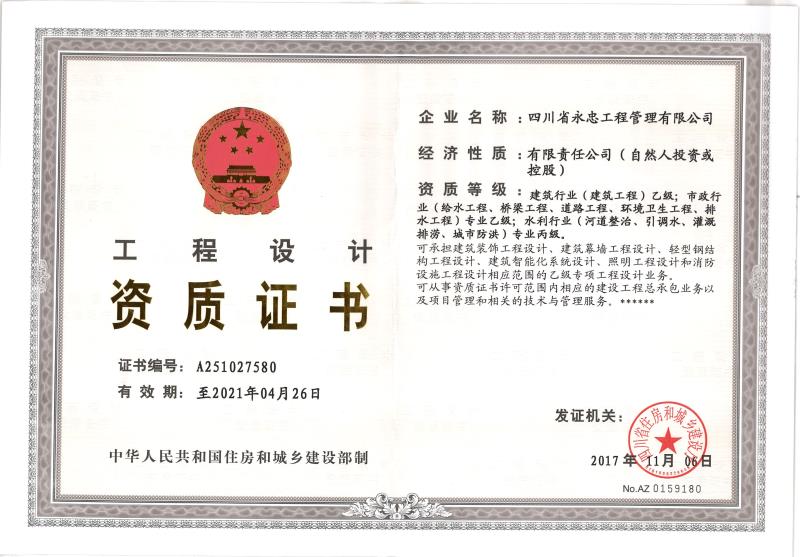 工程设计
资质证书
证书编号：A251027580
有效期：至2021年04月26日
中华人民共和国住房和城乡建设部制
企业名称：四川省永忠工程管理有限公司
经济性质：有限责任公司（自然人投资或
控股）
资质等级：建筑行业（建筑工程）乙级；市政行
业（给水工程、桥梁工程、道路工程、环境卫生工程、排
水工程）专业乙级；水利行业（河道整治、引调水、灌溉
排涝、城市防洪）专业丙级。
可承担建筑装饰工程设计、建筑幕墙工程设计、轻型钢结
构工程设计、建筑智能化系统设计、照明工程设计和消防
设施工程设计相应范围的乙级专项工程设计业务。
可从事资质证书许可范围内相应的建设工程总承包业务以
及项目管理和相关的技术与管理服务。******
发证机关：
四川省住房和城乡建设厅
2017年11月06日
No.AZ 0159180